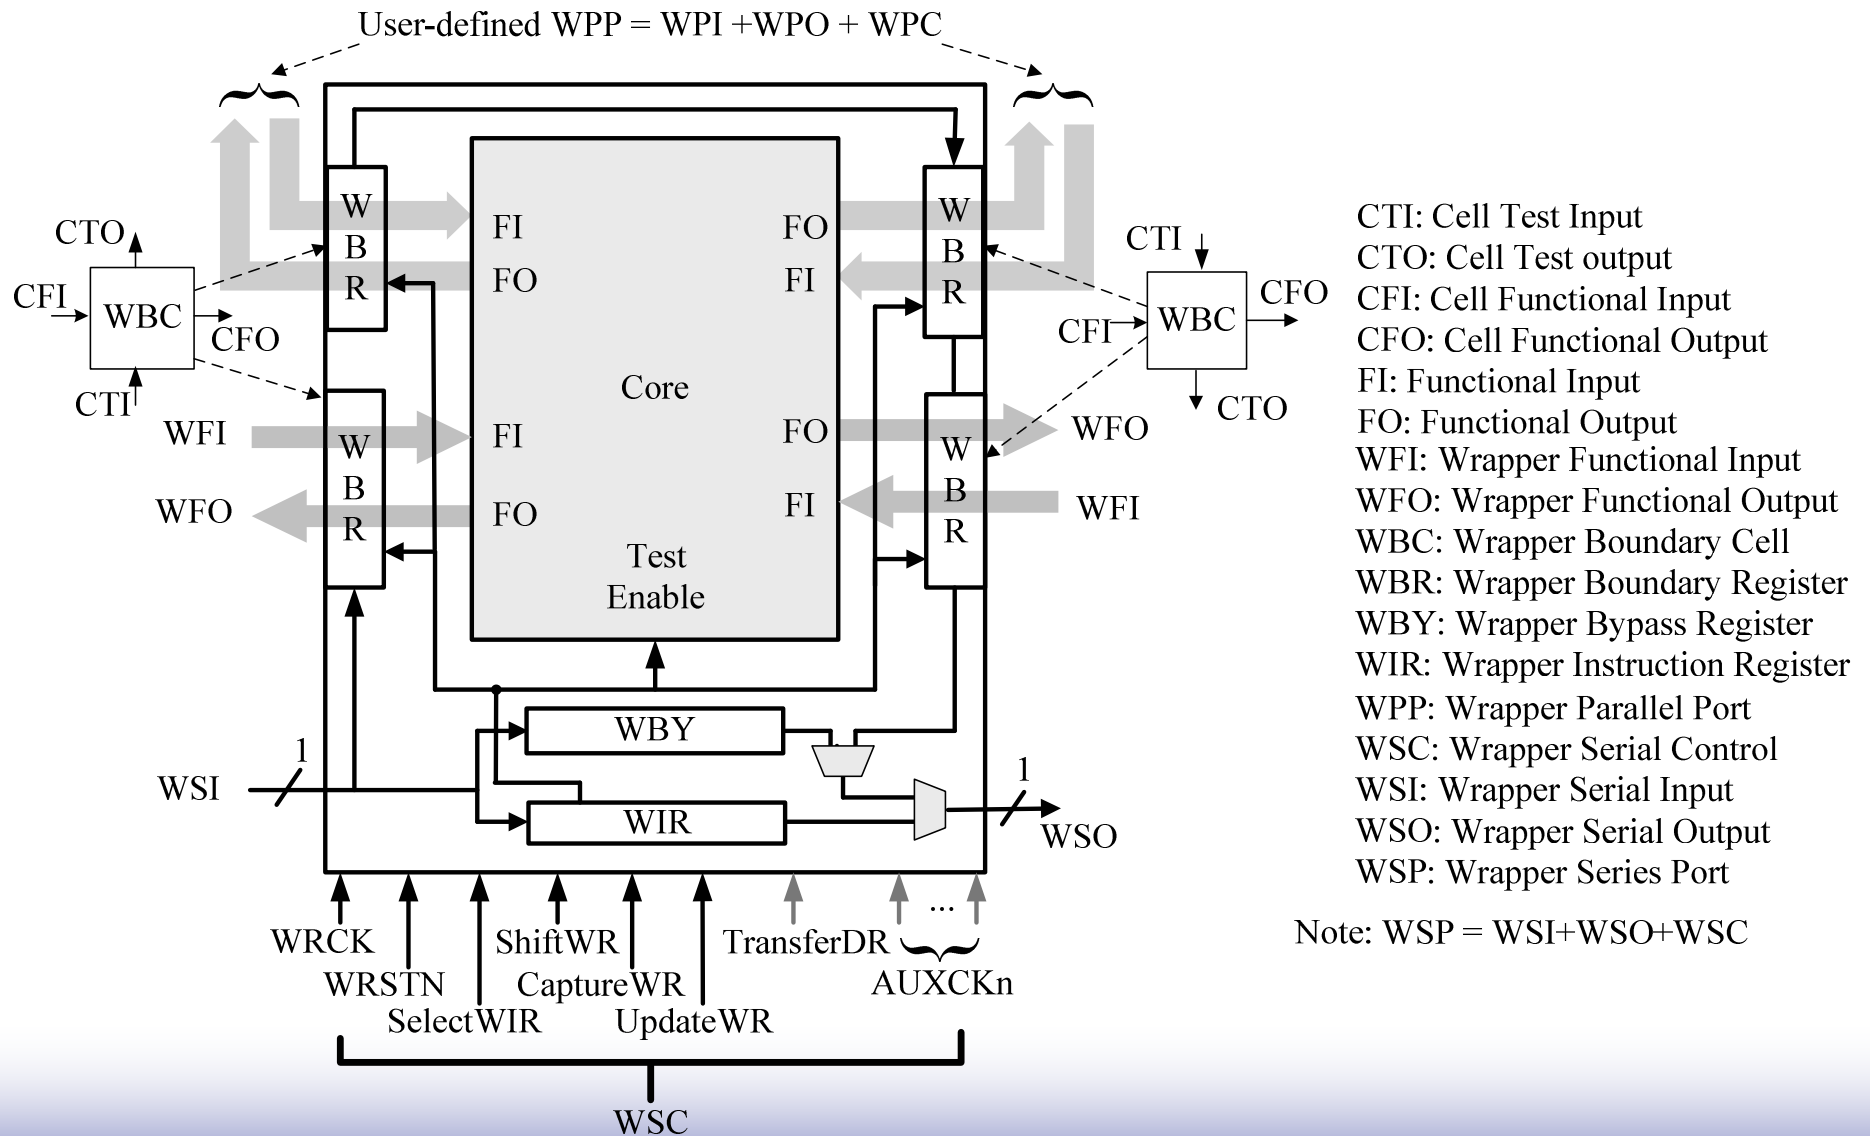 User-defined WPP = WPI +WPO + WPC
W
B
R
FI
FO
FO
FI
W
B
R
CTO
CFI
WBC
CFO
CTI
CTI
CFO
CFI
WBC
CTO
Core
WFI
WFO
W
B
R
FI
FO
FO
FI
W
B
R
WFO
WFI
Test
Enable
WBY
WSI
1
WIR
1
WSO
WRCK
ShiftWR
TransferDR
...
WRSTN
CaptureWR
AUXCKn
SelectWIR
UpdateWR
WSC
CTI: Cell Test Input
CTO: Cell Test output
CFI: Cell Functional Input
CFO: Cell Functional Output
FI: Functional Input
FO: Functional Output
WFI: Wrapper Functional Input
WFO: Wrapper Functional Output
WBC: Wrapper Boundary Cell
WBR: Wrapper Boundary Register
WBY: Wrapper Bypass Register
WIR: Wrapper Instruction Register
WPP: Wrapper Parallel Port
WSC: Wrapper Serial Control
WSI: Wrapper Serial Input
WSO: Wrapper Serial Output
WSP: Wrapper Series Port
Note: WSP = WSI+WSO+WSC